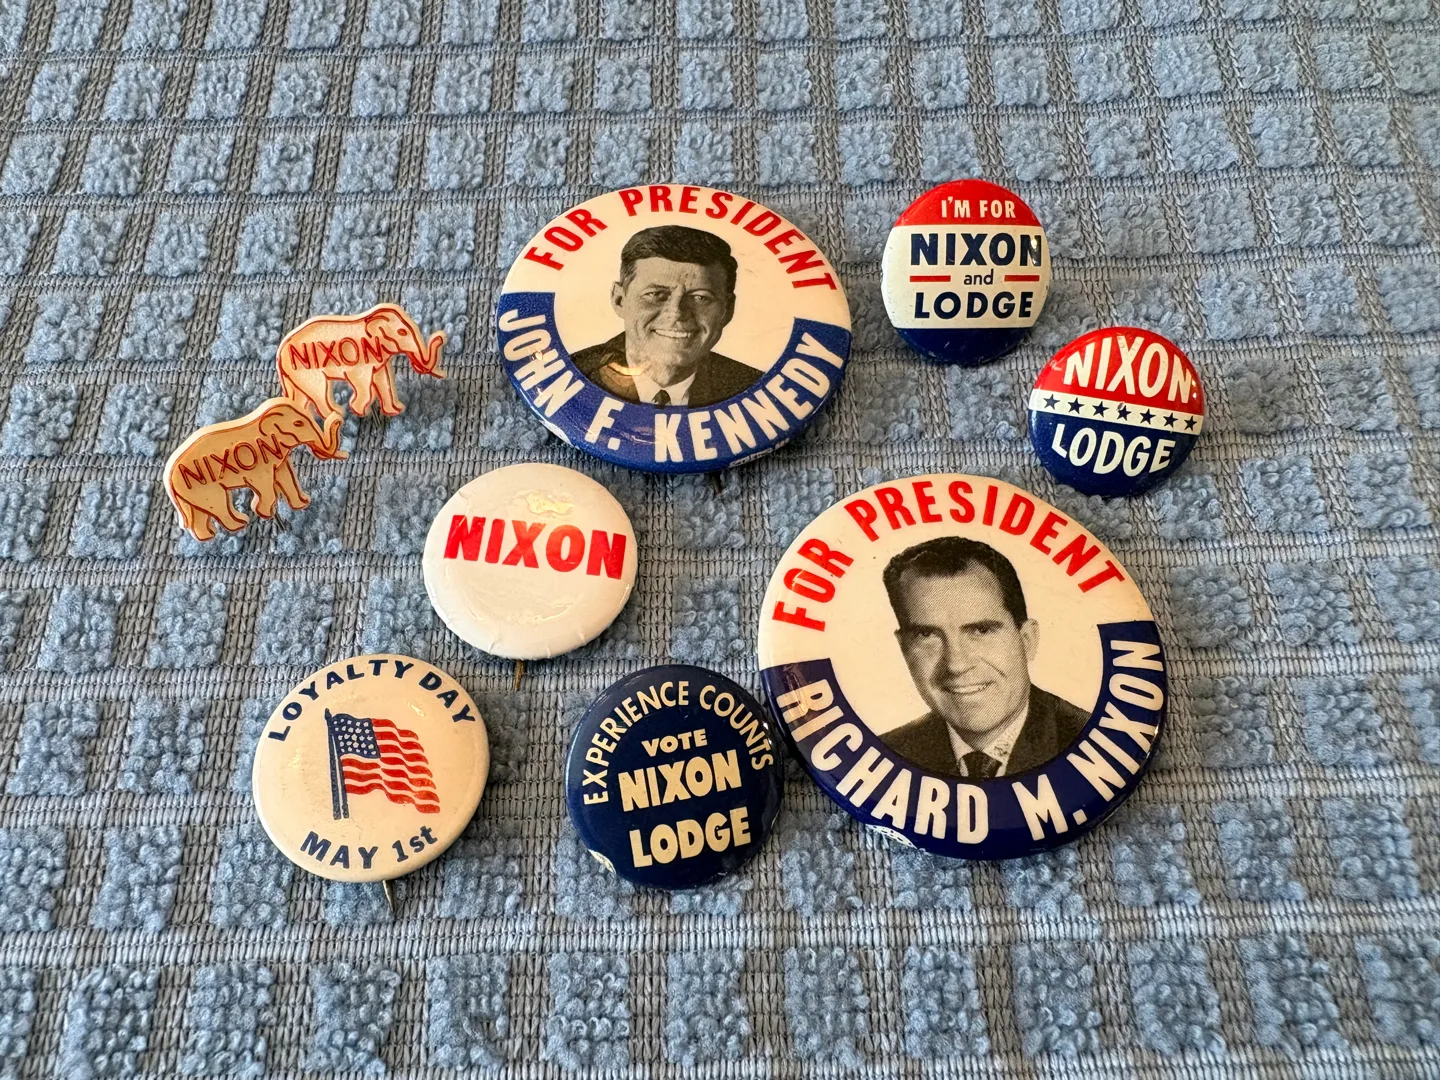 FOR PRESIDENT
JOHN F. KENNEDY
I'M FOR
NIXON
and
LODGE
NIXON
LODGE
NIXON
NIXON
NIXON
FOR PRESIDENT
RICHARD M. NIXON
LOYALTY DAY
MAY 1st
EXPERIENCE COUNTS
VOTE
NIXON
LODGE